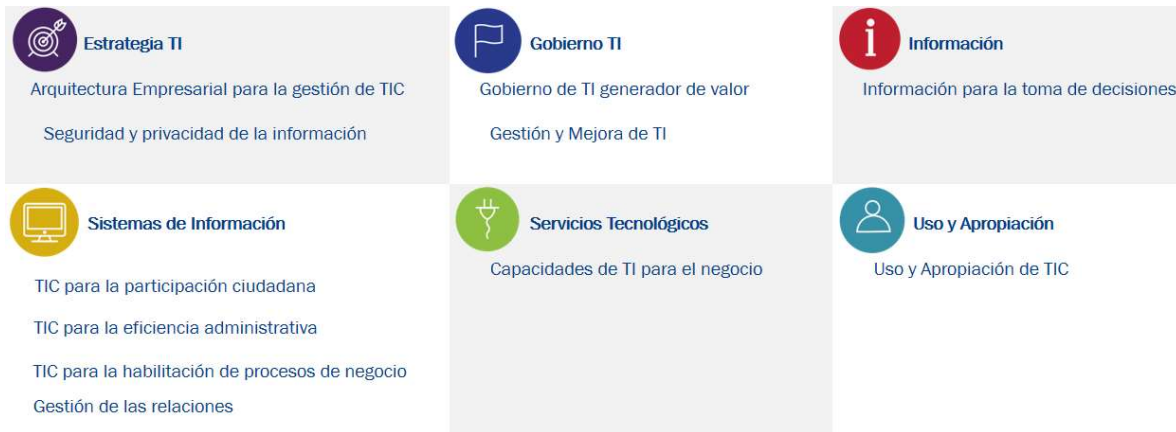 Estrategia TI
Arquitectura Empresarial para la gestión de TIC
Seguridad y privacidad de la información
Gobierno TI
Gobierno de TI generador de valor
Gestión y Mejora de TI
i
Información
Información para la toma de decisiones
Sistemas de Información
TIC para la participación ciudadana
TIC para la eficiencia administrativa
TIC para la habilitación de procesos de negocio
Gestión de las relaciones
Servicios Tecnológicos
Capacidades de TI para el negocio
Uso y Apropiación
Uso y Apropiación de TIC